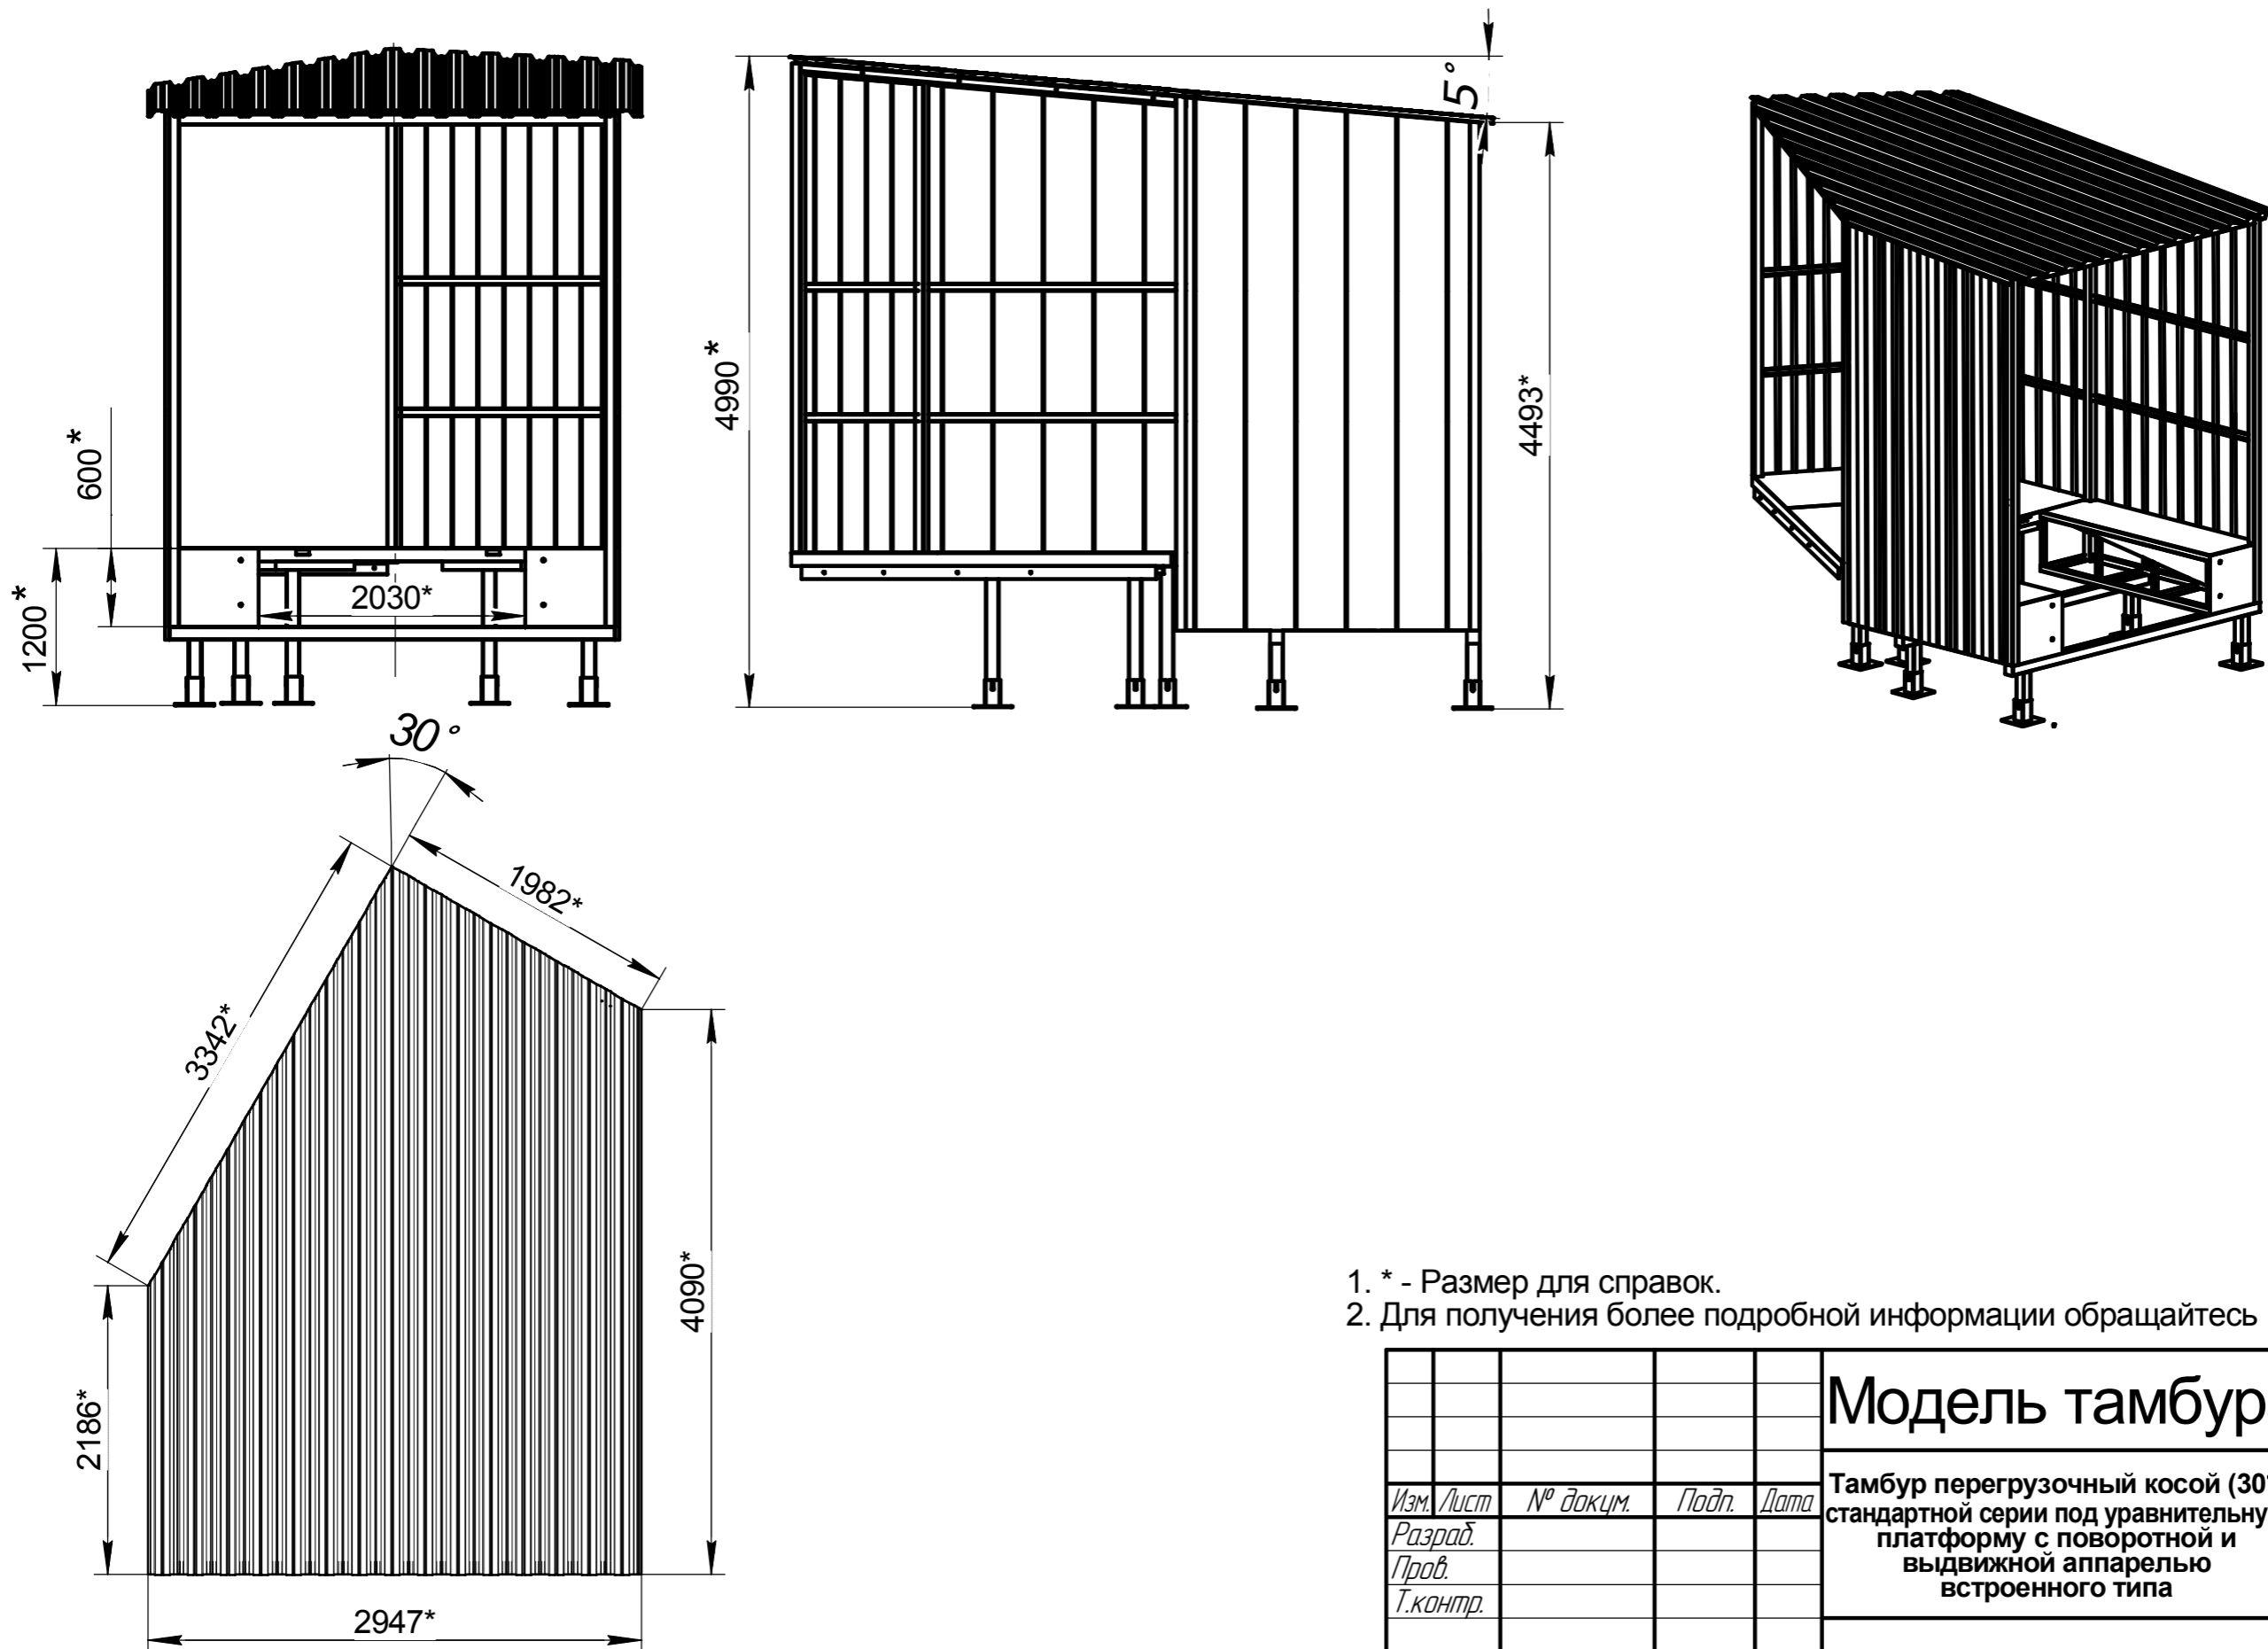 5°
4990*
4493*
600*
1200*
2030*
30°
1982*
3342*
4090*
2186*
2947*
1. * - Размер для справок.
2. Для получения более подробной информации обращайтесь
Модель тамбур
Изм. Лист № докум. Подп. Дата
Разраб.
Пров.
Т.контр.
Тамбур перегрузочный косой (30°
стандартной серии под уравнительну
платформу с поворотной и
выдвижной аппарелью
встроенного типа